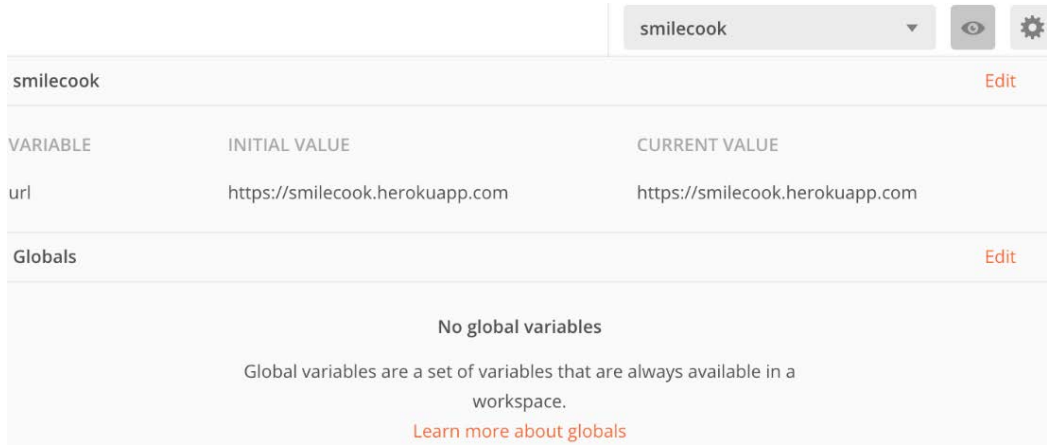 smilecook
smilecook Edit
VARIABLE INITIAL VALUE CURRENT VALUE
url https://smilecook.herokuapp.com https://smilecook.herokuapp.com
Globals Edit
No global variables
Global variables are a set of variables that are always available in a
workspace.
Learn more about globals